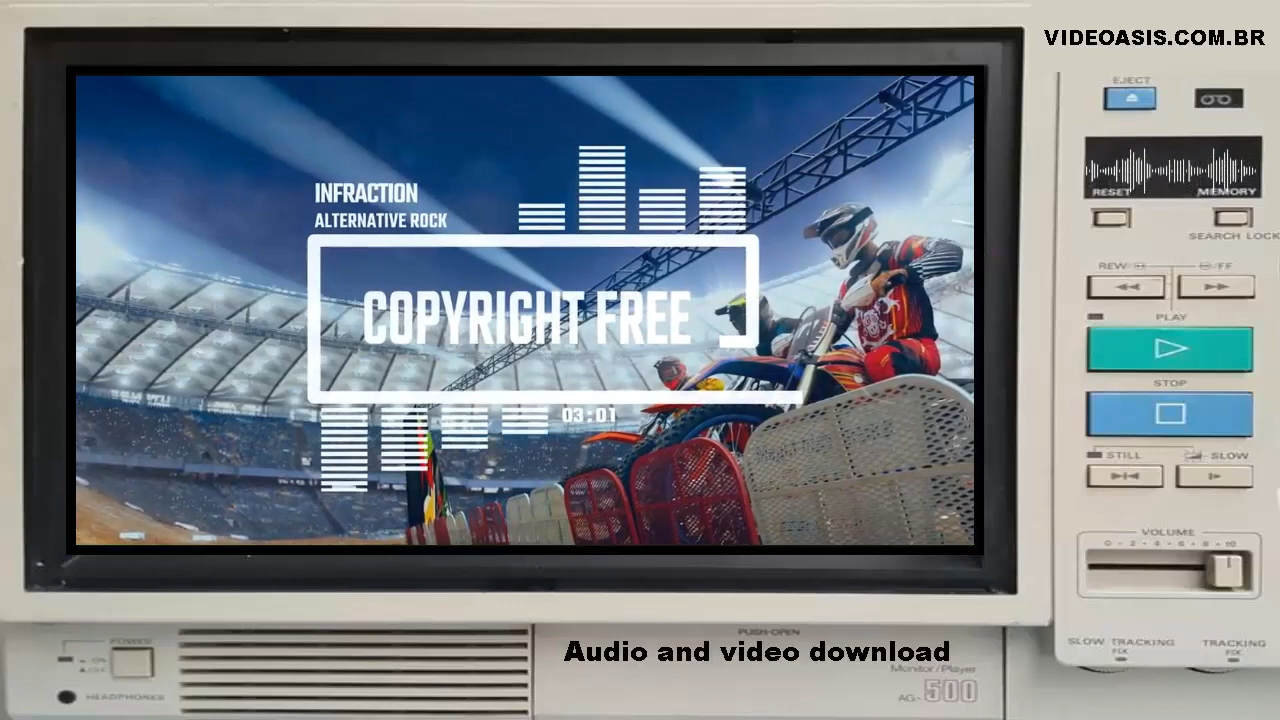 VIDEOASIS.COM.BR
EJECT
INFRACTION
ALTERNATIVE ROCK
COPYRIGHT FREE
03:01
RESET
MEMORY
SEARCH LOCK
REW/
/FF
PLAY
STOP
STILL
SLOW
VOLUME
0 - 2 - 4 - 6 - 8 - 10
SLOW TRACKING
FIX
TRACKING
FIX
POWER
HEADPHONES
PUSH-OPEN
Audio and video download
Monitor/Player
AG-500